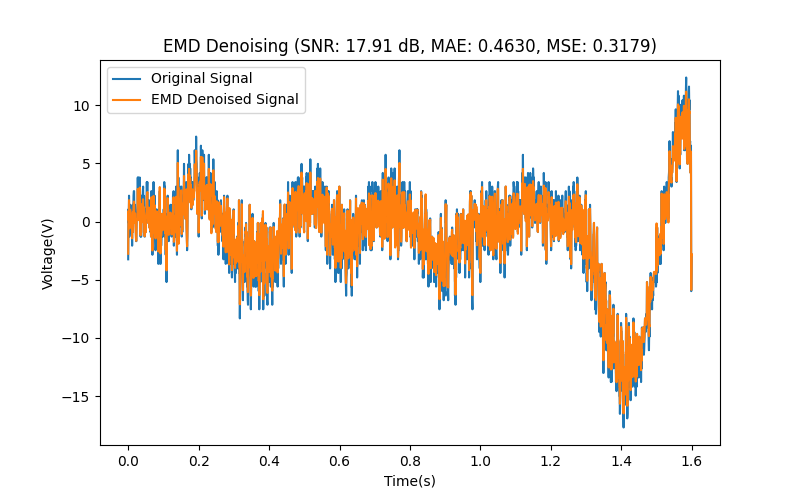 EMD Denoising (SNR: 17.91 dB, MAE: 0.4630, MSE: 0.3179)
Original Signal
EMD Denoised Signal
10
5
0
−5
−10
−15
Voltage(V)
0.0 0.2 0.4 0.6 0.8 1.0 1.2 1.4 1.6
Time(s)